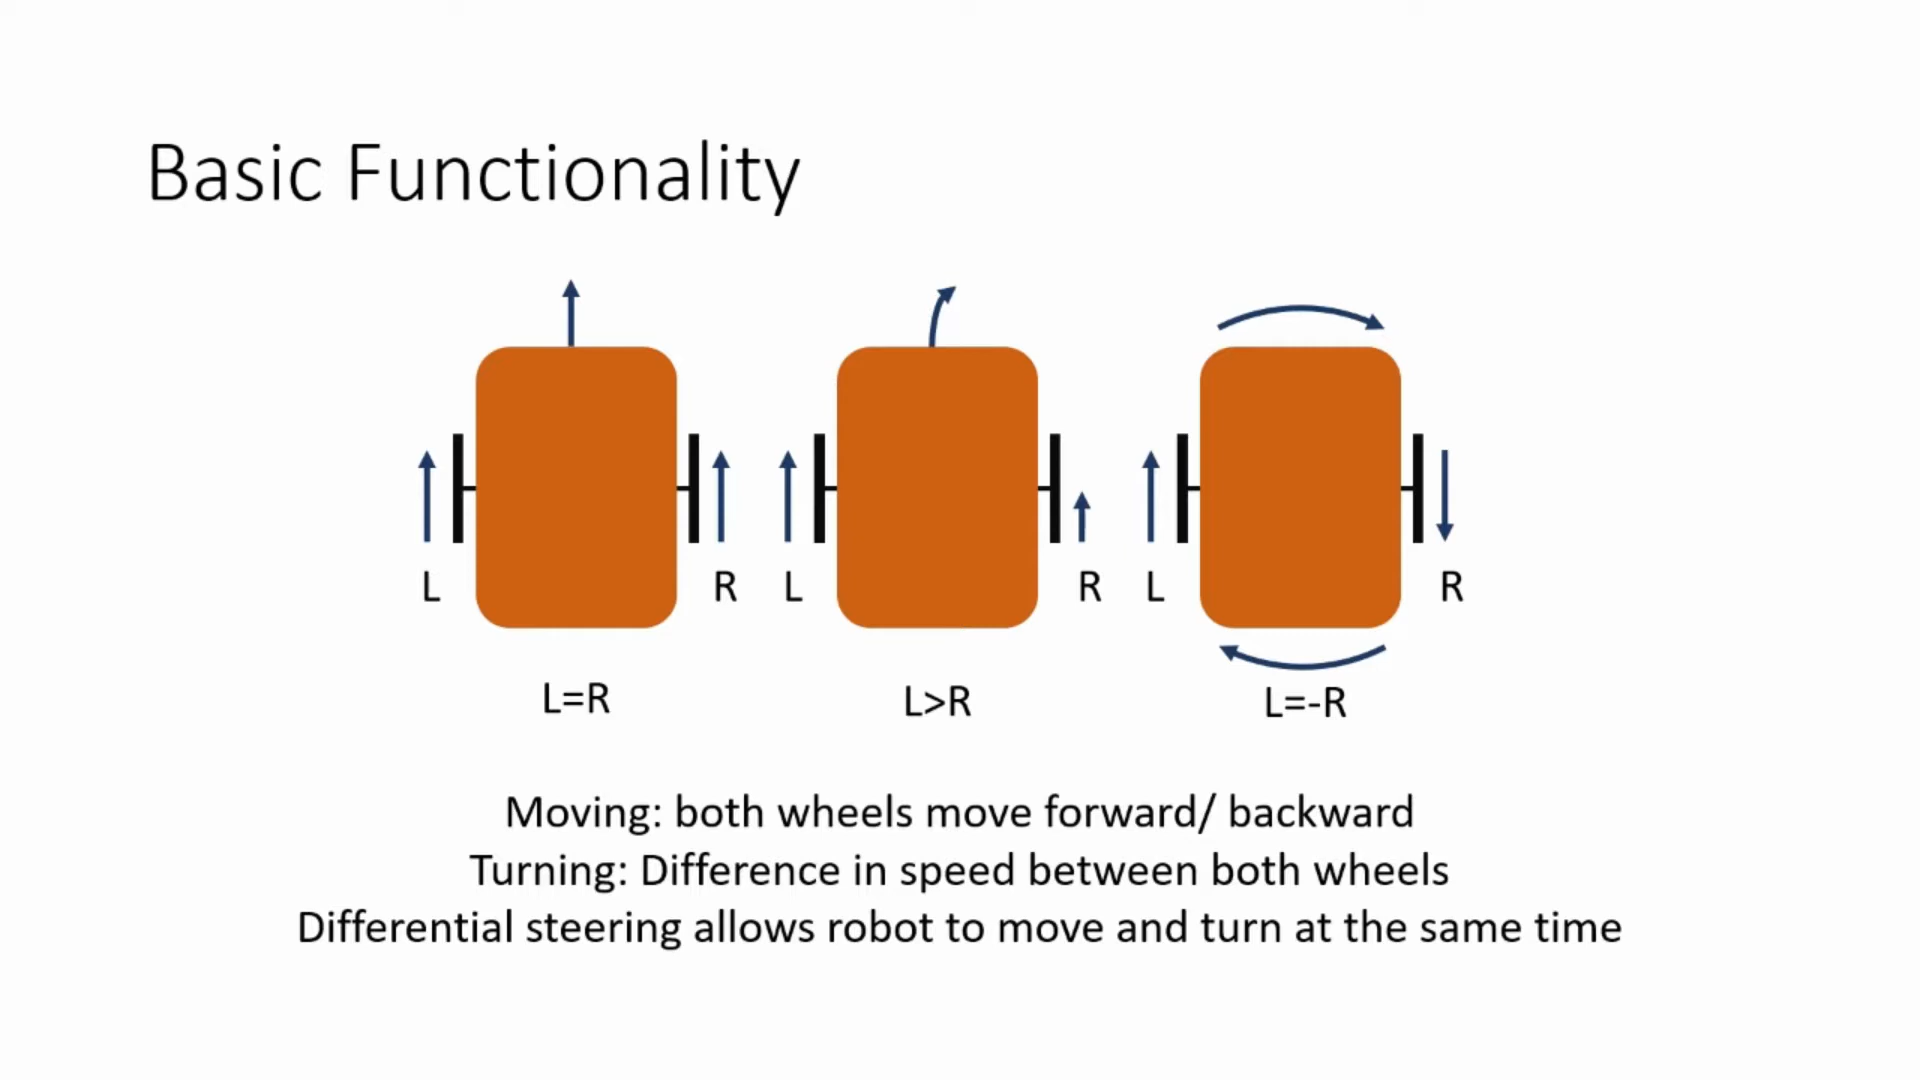 Basic Functionality
L R L R L R
L=R L>R L=-R
Moving: both wheels move forward/ backward
Turning: Difference in speed between both wheels
Differential steering allows robot to move and turn at the same time